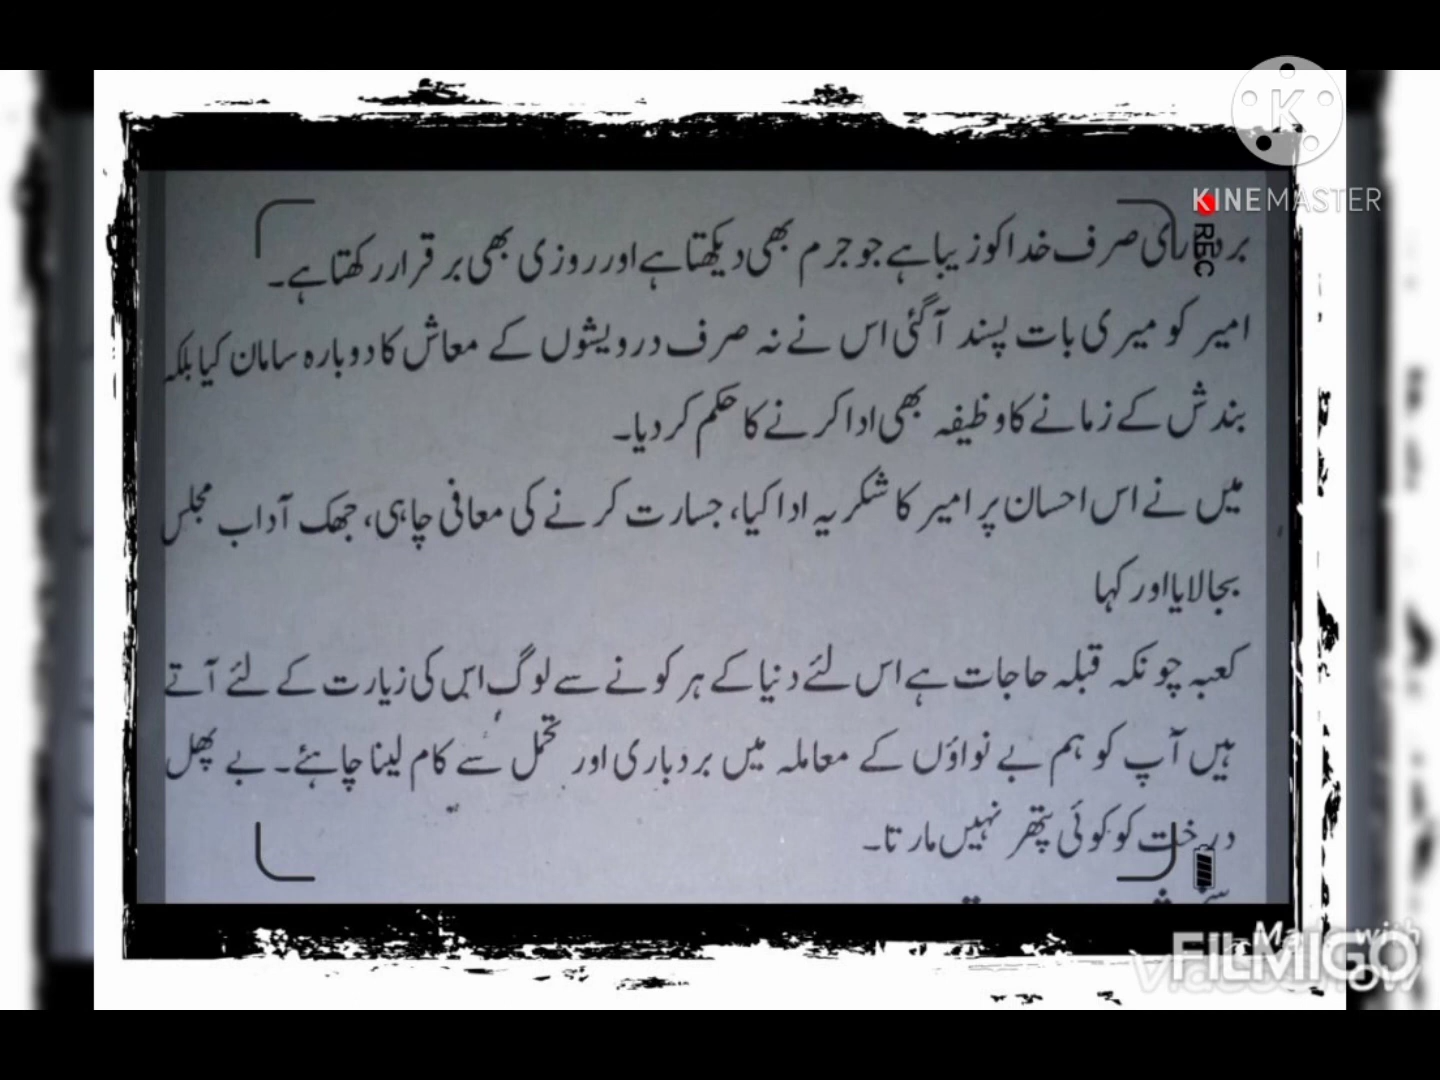 KINEMASTER
REC
بردباری صرف خدا کو زیبا ہے جو جرم بھی دیکھتا ہے اور روزی بھی برقرار رکھتا ہے۔
امیر کو میری بات پسند آگئی اس نے نہ صرف درویشوں کے معاش کا دوبارہ سامان کیا بلکہ
بندش کے زمانے کا وظیفہ بھی ادا کرنے کا حکم کر دیا۔
میں نے اس احسان پر امیر کا شکریہ ادا کیا، جسارت کرنے کی معافی چاہی، جھک آداب مجلس
بجا لایا اور کہا
کعبہ چونکہ قبلہ حاجات ہے اس لئے دنیا کے ہر کونے سے لوگ اس کی زیارت کے لئے آتے
ہیں آپ کو ہم بے نواؤں کے معاملہ میں بردباری اور تحمل سے کام لینا چاہئے۔ بے پھل
درخت کو کوئی پتھر نہیں مارتا۔
Made with
FILMIGO
VideoShow